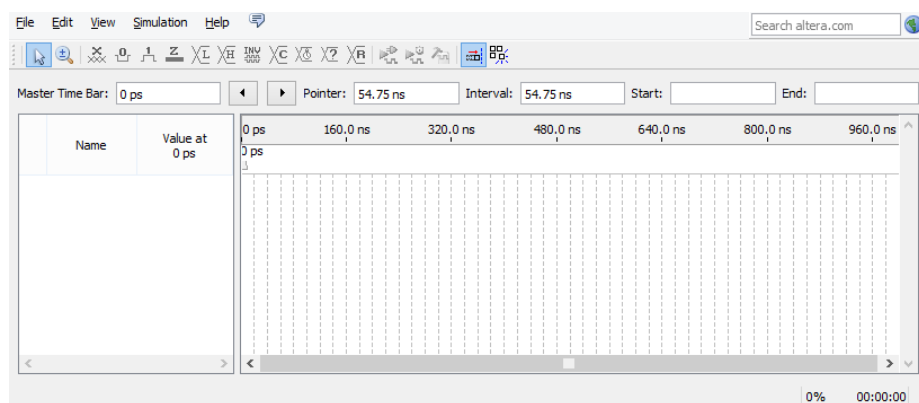 File Edit View Simulation Help Search altera.com
Master Time Bar: 0 ps Pointer: 54.75 ns Interval: 54.75 ns Start: End:
Name Value at 0 ps
0 ps 160.0 ns 320.0 ns 480.0 ns 640.0 ns 800.0 ns 960.0 ns
0 ps
0% 00:00:00